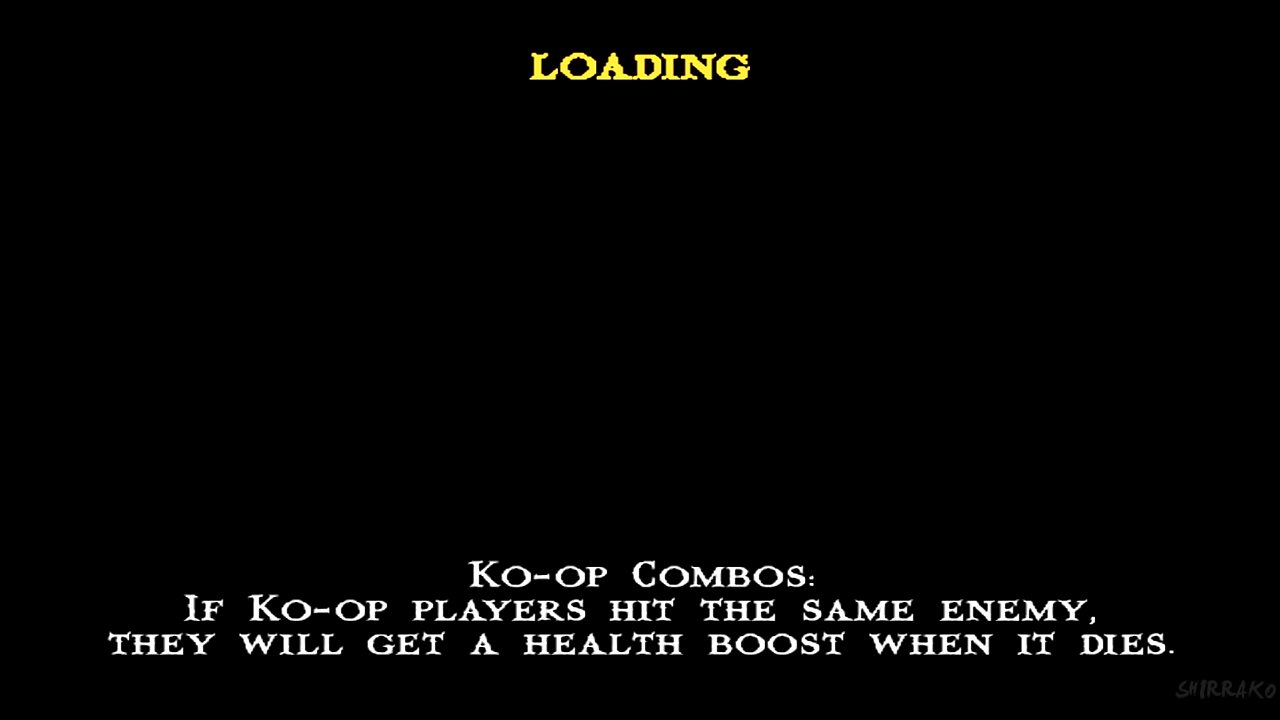 LOADING
Ko-op Combos:
If Ko-op players hit the same enemy,
they will get a health boost when it dies.
SHIRRAKO